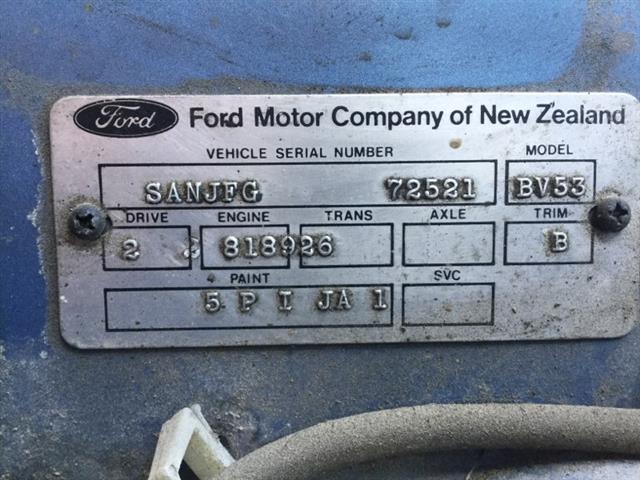 Ford Ford Motor Company of New Zealand
VEHICLE SERIAL NUMBER MODEL
SANJFG 72521 BV53
DRIVE ENGINE TRANS AXLE TRIM
2 2 818926 B
PAINT SVC
5 P I JA 1